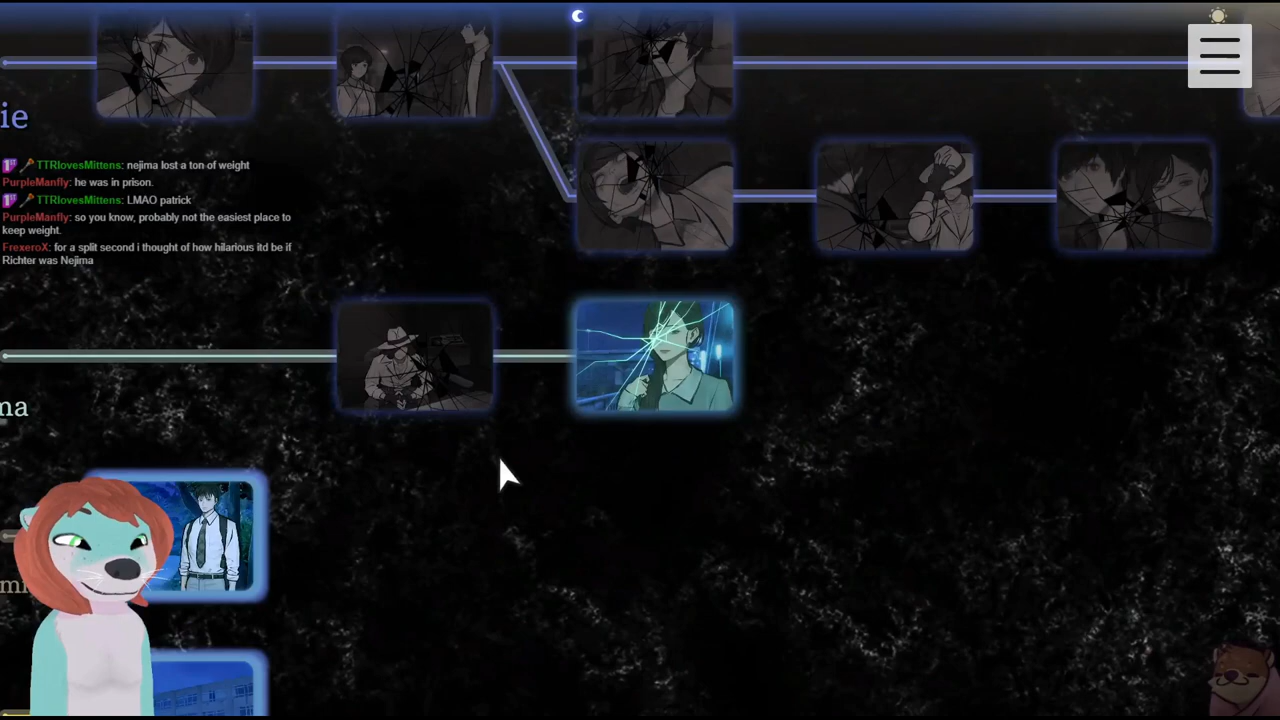 ie
TTRlovesMittens: nejima lost a ton of weight
PurpleManfly: he was in prison.
TTRlovesMittens: LMAO patrick
PurpleManfly: so you know, probably not the easiest place to
keep weight.
FrexeroX: for a split second i thought of how hilarious itd be if
Richter was Nejima
ma
mi